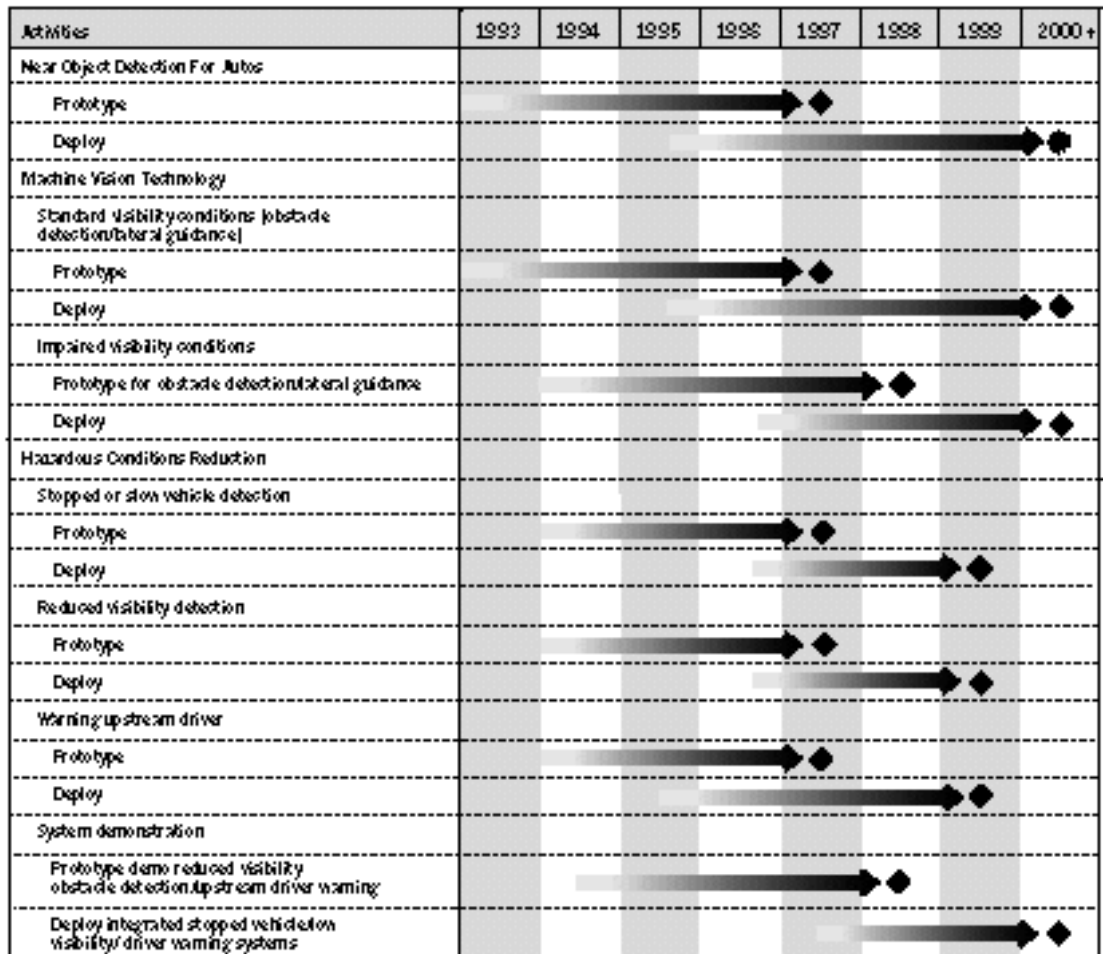 Activities 1993 1994 1995 1996 1997 1998 1999 2000 +
Near Object Detection For Autos
Prototype
Deploy
Machine Vision Technology
Standard visibility conditions (obstacle
detection/lateral guidance)
Prototype
Deploy
Impaired visibility conditions
Prototype for obstacle detection/lateral guidance
Deploy
Hazardous Conditions Reduction
Stopped or slow vehicle detection
Prototype
Deploy
Reduced visibility detection
Prototype
Deploy
Warning upstream driver
Prototype
Deploy
System demonstration
Prototype demo reduced visibility
obstacle detection/upstream driver warning
Deploy integrated stopped vehicle/low
visibility/ driver warning systems